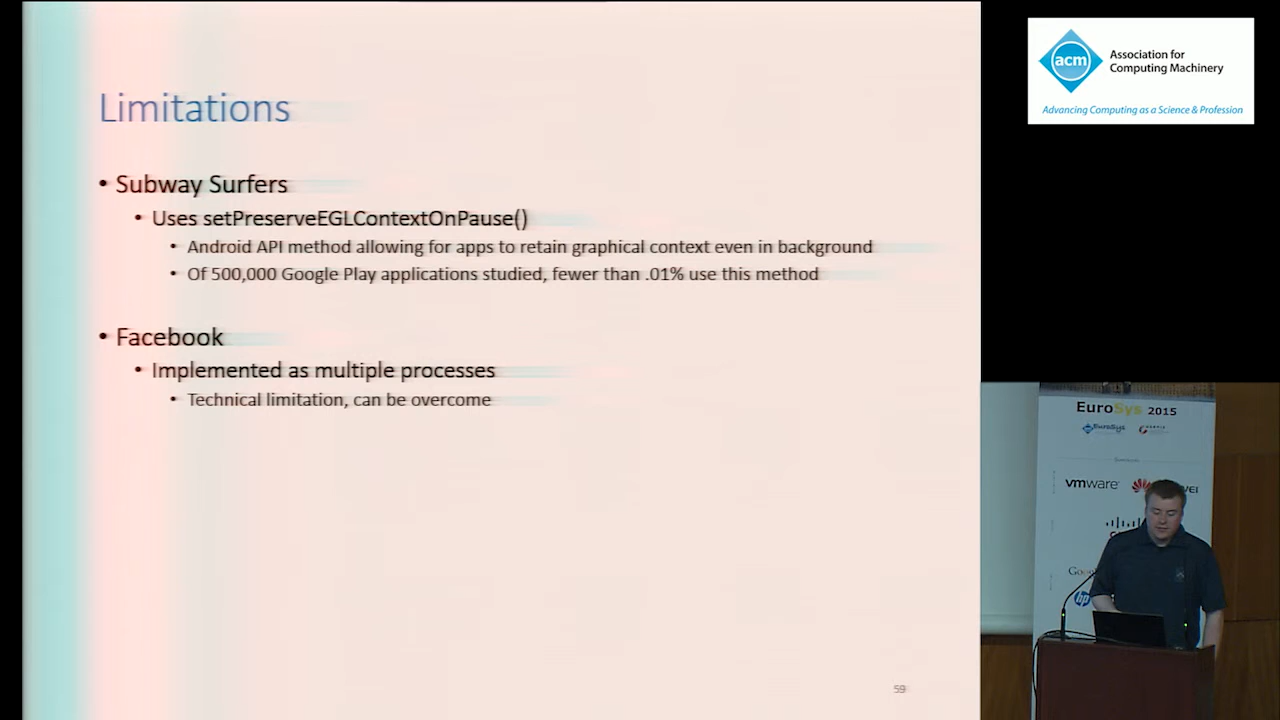 Limitations
• Subway Surfers
• Uses setPreserveEGLContextOnPause()
• Android API method allowing for apps to retain graphical context even in background
• Of 500,000 Google Play applications studied, fewer than .01% use this method
• Facebook
• Implemented as multiple processes
• Technical limitation, can be overcome
59
acm
Association for
Computing Machinery
Advancing Computing as a Science & Profession
EuroSys 2015
EuroSys
vmware
hp